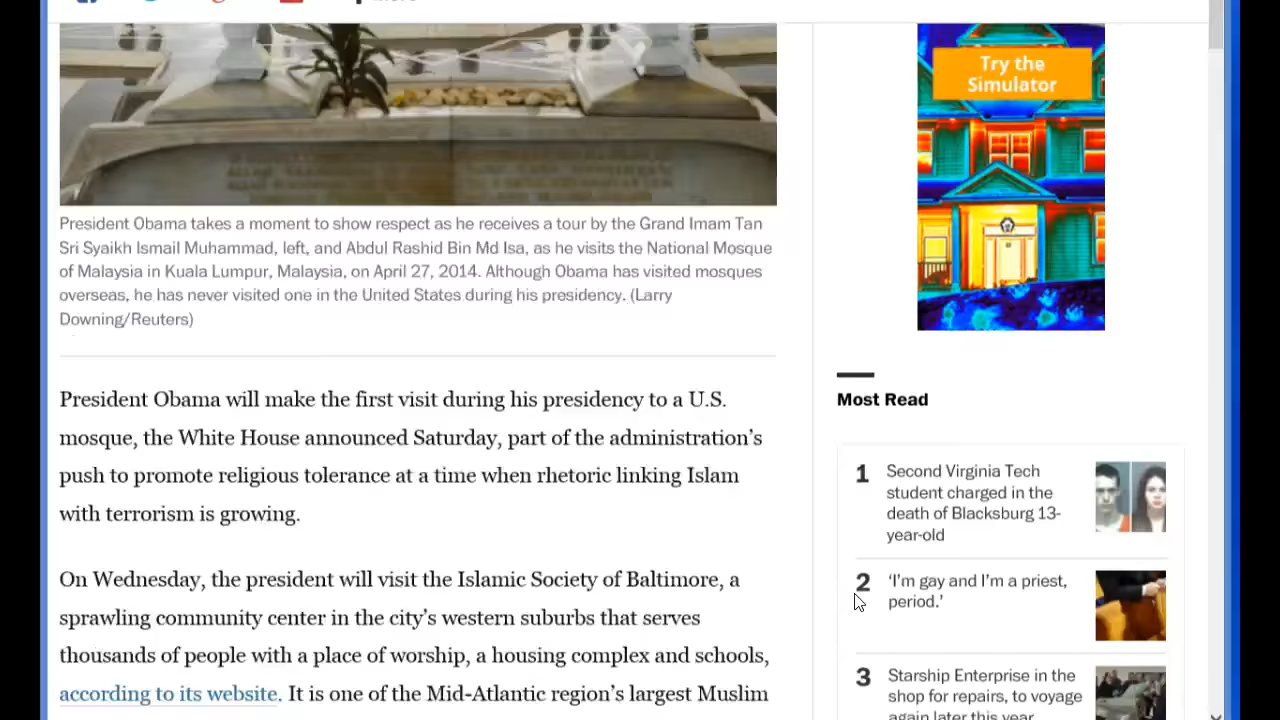 Try the
Simulator
President Obama takes a moment to show respect as he receives a tour by the Grand Imam Tan
Sri Syaikh Ismail Muhammad, left, and Abdul Rashid Bin Md Isa, as he visits the National Mosque
of Malaysia in Kuala Lumpur, Malaysia, on April 27, 2014. Although Obama has visited mosques
overseas, he has never visited one in the United States during his presidency. (Larry
Downing/Reuters)
President Obama will make the first visit during his presidency to a U.S.
mosque, the White House announced Saturday, part of the administration’s
push to promote religious tolerance at a time when rhetoric linking Islam
with terrorism is growing.
On Wednesday, the president will visit the Islamic Society of Baltimore, a
sprawling community center in the city’s western suburbs that serves
thousands of people with a place of worship, a housing complex and schools,
according to its website. It is one of the Mid-Atlantic region’s largest Muslim
Most Read
1 Second Virginia Tech
student charged in the
death of Blacksburg 13-
year-old
2 ‘I’m gay and I’m a priest,
period.’
3 Starship Enterprise in the
shop for repairs, to voyage
again later this year